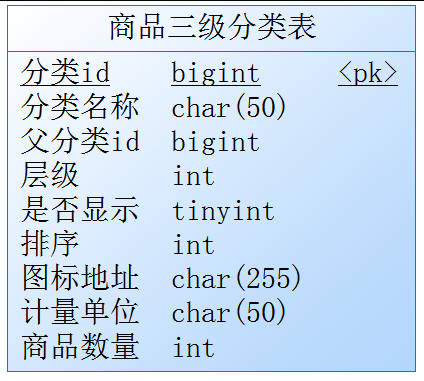 商品三级分类表
分类id bigint <pk>
分类名称 char(50)
父分类id bigint
层级 int
是否显示 tinyint
排序 int
图标地址 char(255)
计量单位 char(50)
商品数量 int